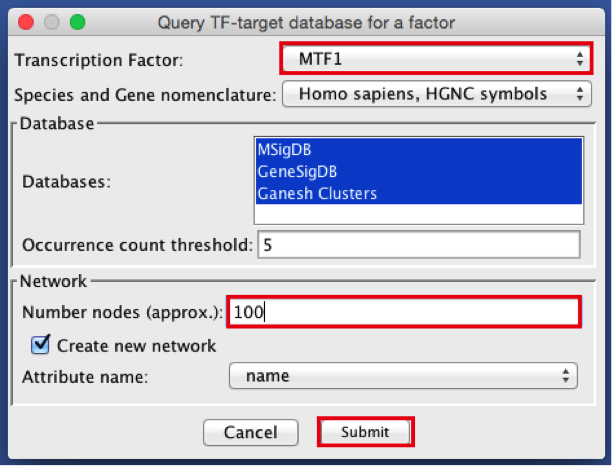 Query TF-target database for a factor
Transcription Factor: MTF1
Species and Gene nomenclature: Homo sapiens, HGNC symbols
Database
Databases:
MSigDB
GeneSigDB
Ganesh Clusters
Occurrence count threshold: 5
Network
Number nodes (approx.): 100
Create new network
Attribute name: name
Cancel Submit